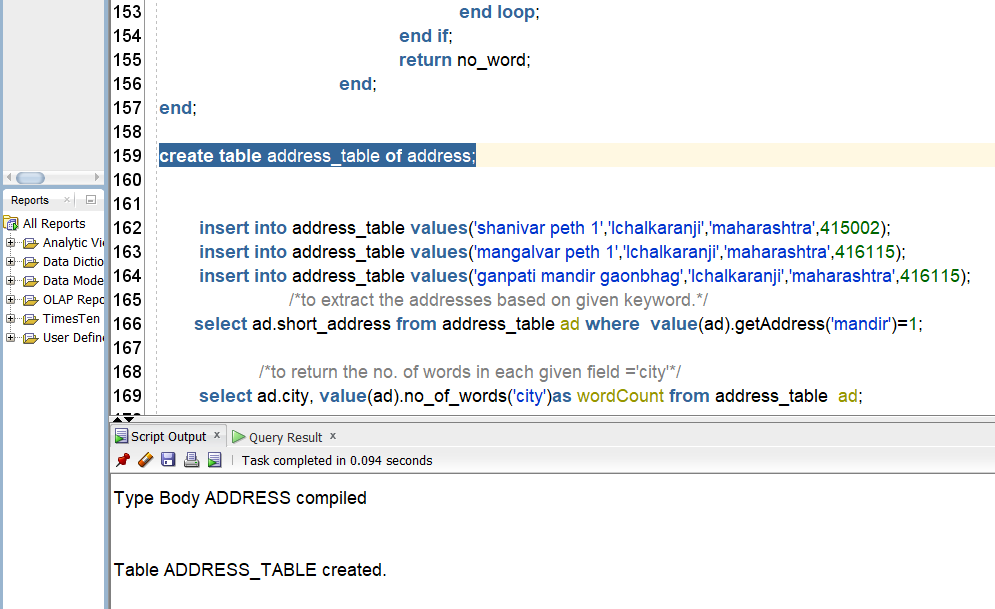 153 end loop;
154 end if;
155 return no_word;
156 end;
157 end;
158
159 create table address_table of address;
160
161
162 insert into address_table values('shanivar peth 1','Ichalkaranji','maharashtra',415002);
163 insert into address_table values('mangalvar peth 1','Ichalkaranji','maharashtra',416115);
164 insert into address_table values('ganpati mandir gaonbhag','Ichalkaranji','maharashtra',416115);
165 /*to extract the addresses based on given keyword.*/
166 select ad.short_address from address_table ad where value(ad).getAddress('mandir')=1;
167
168 /*to return the no. of words in each given field ='city'*/
169 select ad.city, value(ad).no_of_words('city')as wordCount from address_table ad;
Reports
All Reports
Analytic Vi
Data Dictio
Data Mode
OLAP Repo
TimesTen
User Define
Script Output x Query Result x
Task completed in 0.094 seconds
Type Body ADDRESS compiled
Table ADDRESS_TABLE created.